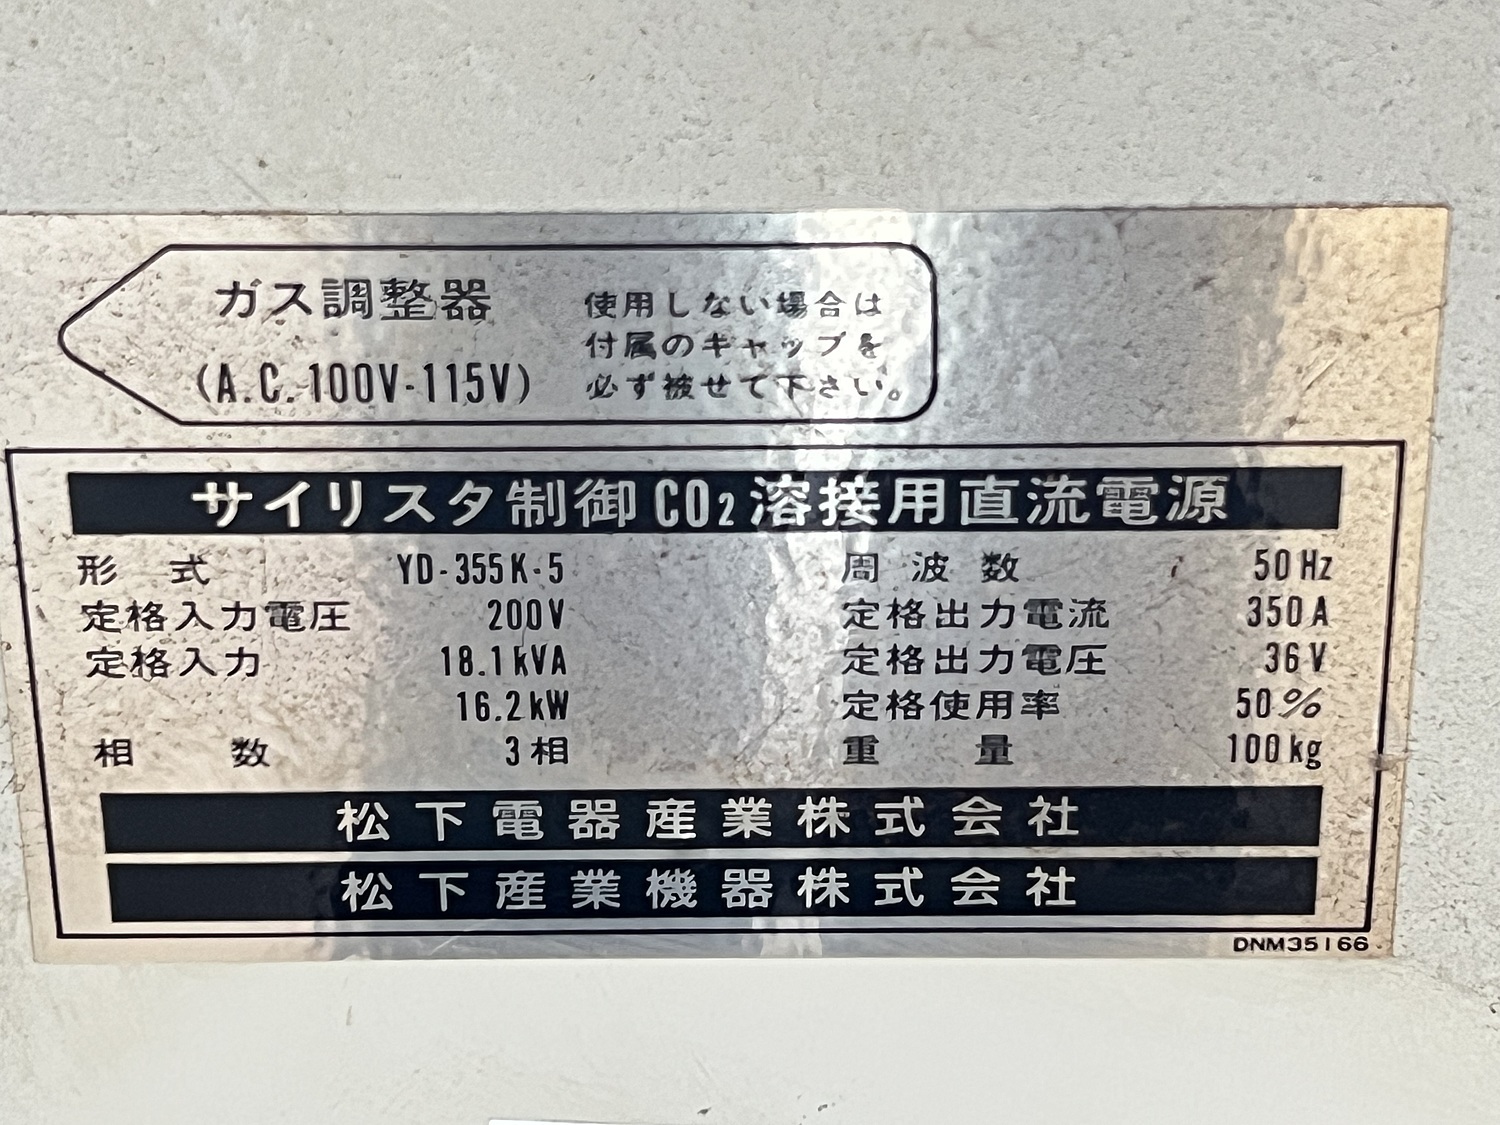 ガス調整器
(A.C.100V-115V)
使用しない場合は
付属のキャップを
必ず被せて下さい。
サイリスタ制御CO2溶接用直流電源
形式 YD-355K-5
定格入力電圧 200V
定格入力 18.1kVA
16.2kW
相数 3相
周波数 50Hz
定格出力電流 350A
定格出力電圧 36V
定格使用率 50%
重量 100kg
松下電器産業株式会社
松下産業機器株式会社
DNM35166